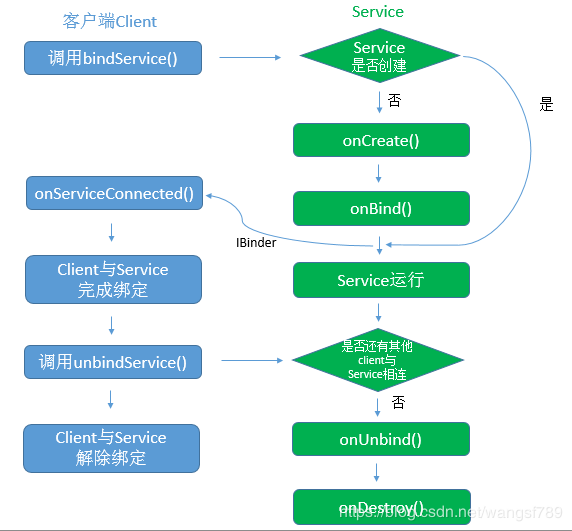 客户端Client
Service
调用bindService()
Service
是否创建
否
是
onCreate()
onServiceConnected()
onBind()
IBinder
Client与Service
完成绑定
Service运行
调用unbindService()
是否还有其他
client与
Service相连
否
Client与Service
解除绑定
onUnbind()
onDestroy()
https://blog.csdn.net/wangsf789